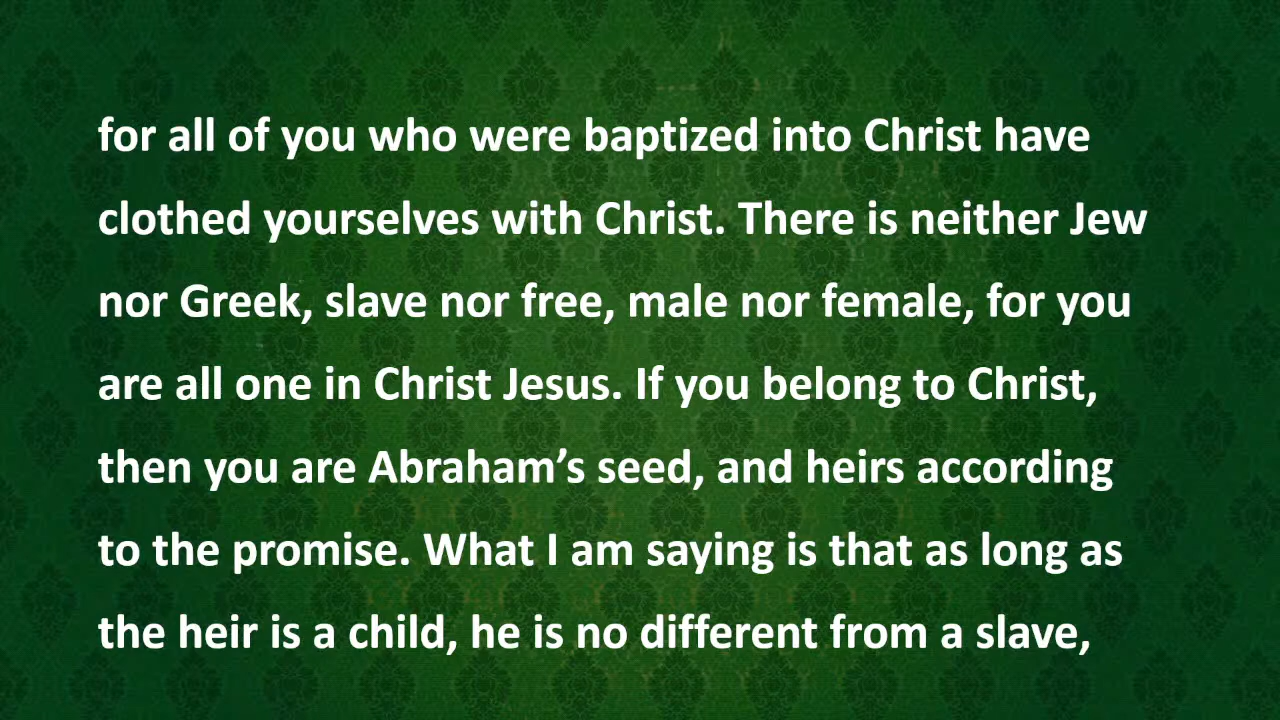 for all of you who were baptized into Christ have
clothed yourselves with Christ. There is neither Jew
nor Greek, slave nor free, male nor female, for you
are all one in Christ Jesus. If you belong to Christ,
then you are Abraham’s seed, and heirs according
to the promise. What I am saying is that as long as
the heir is a child, he is no different from a slave,